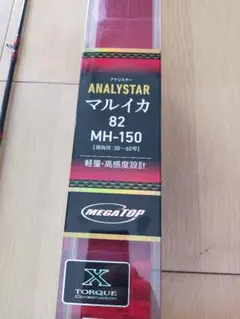 アナリスター
ANALYSTAR
マルイカ
82
MH-150
【錘負荷:30〜60号】
軽量・高感度設計
MEGATOP
X
TORQUE
Construction